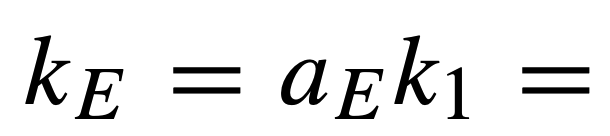 k_E = a_E k_1 =